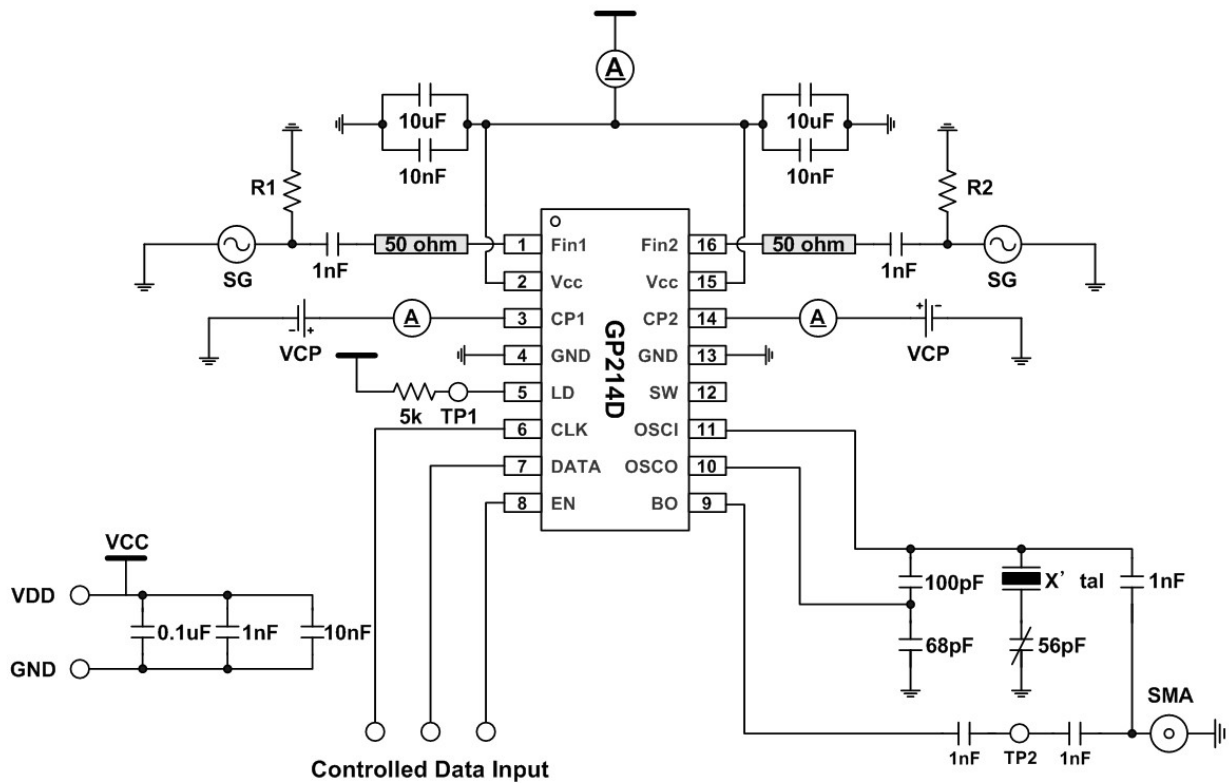 A
10uF
10uF
10nF
10nF
R1
R2
50 ohm
1
Fin1
Fin2
16
50 ohm
1nF
1nF
SG
SG
2
Vcc
Vcc
15
A
3
CP1
CP2
14
A
VCP
VCP
4
GND
GND
13
GP214D
5k
TP1
5
LD
SW
12
6
CLK
OSCI
11
7
DATA
OSCO
10
8
EN
BO
9
VCC
VDD
0.1uF
1nF
10nF
GND
100pF
X' tal
1nF
68pF
56pF
SMA
1nF
TP2
1nF
Controlled Data Input